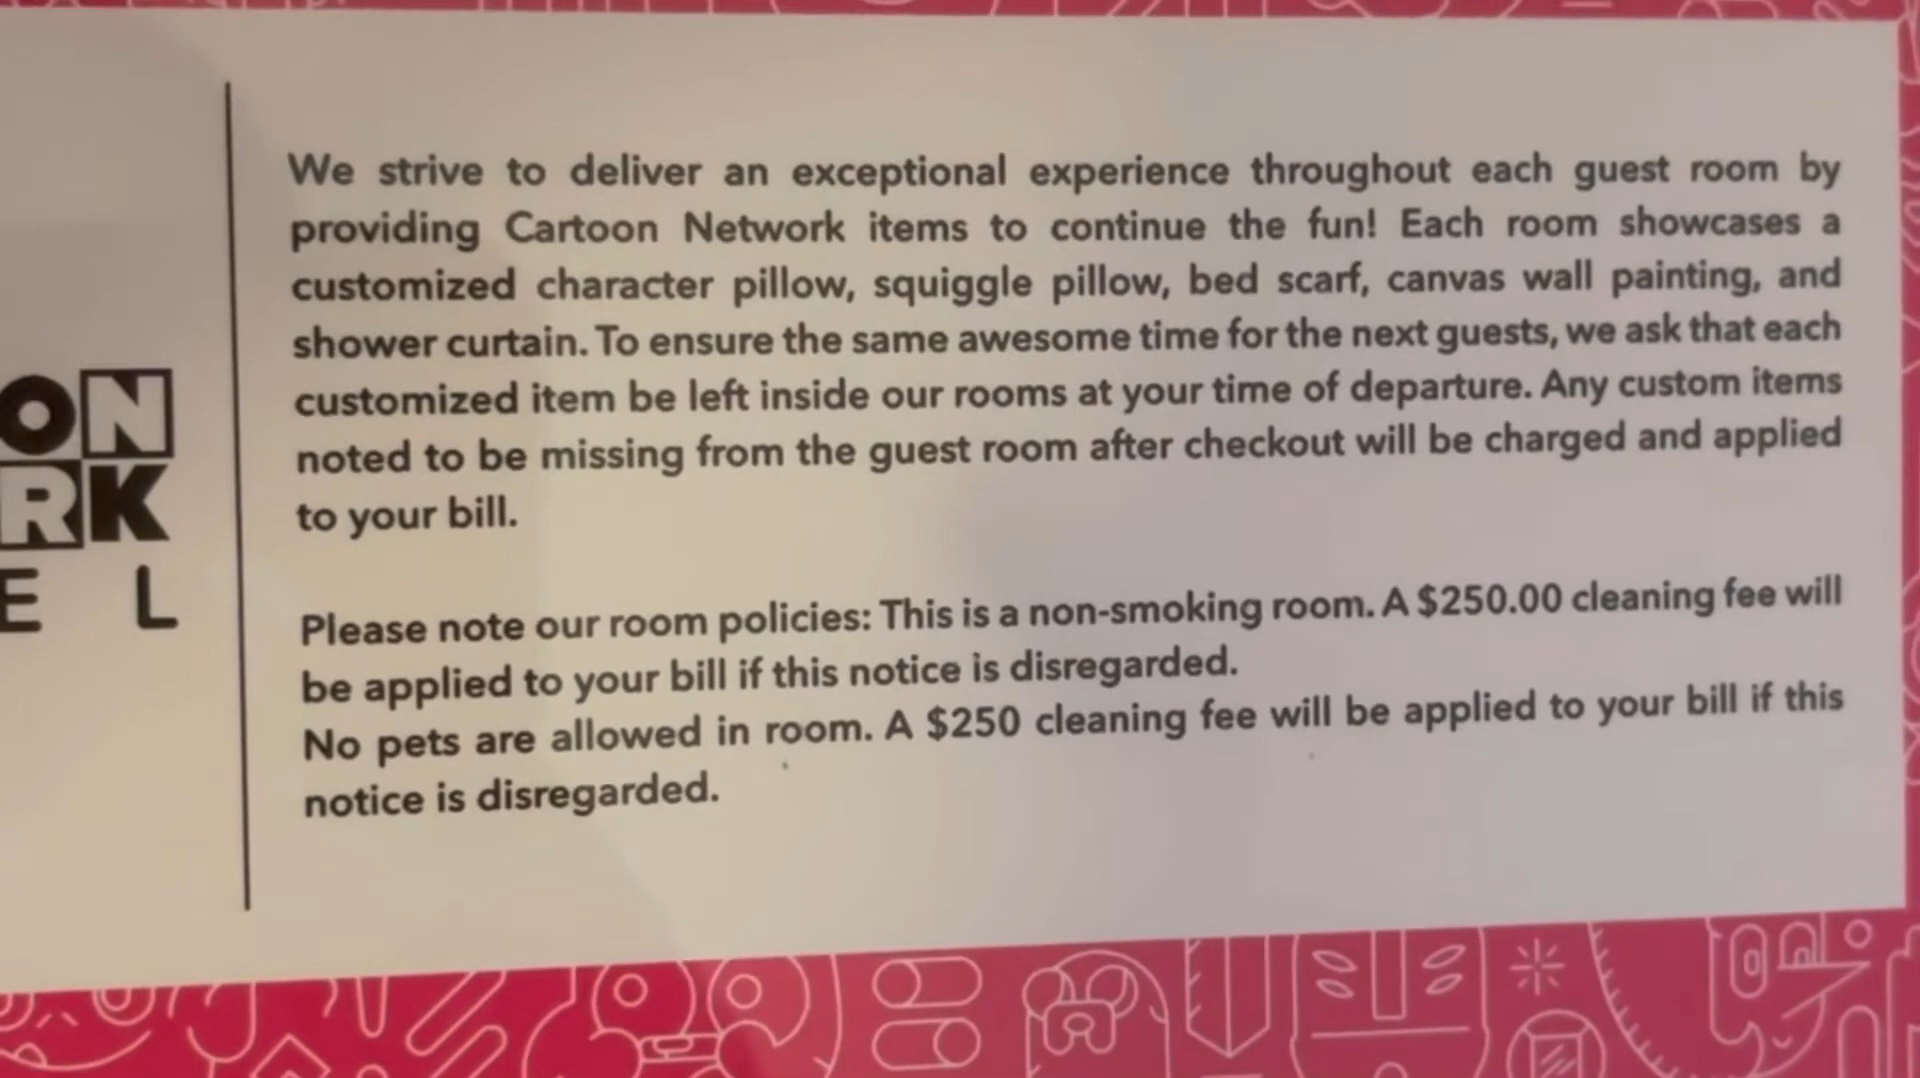 ON
RK
E L
We strive to deliver an exceptional experience throughout each guest room by
providing Cartoon Network items to continue the fun! Each room showcases a
customized character pillow, squiggle pillow, bed scarf, canvas wall painting, and
shower curtain. To ensure the same awesome time for the next guests, we ask that each
customized item be left inside our rooms at your time of departure. Any custom items
noted to be missing from the guest room after checkout will be charged and applied
to your bill.
Please note our room policies: This is a non-smoking room. A $250.00 cleaning fee will
be applied to your bill if this notice is disregarded.
No pets are allowed in room. A $250 cleaning fee will be applied to your bill if this
notice is disregarded.